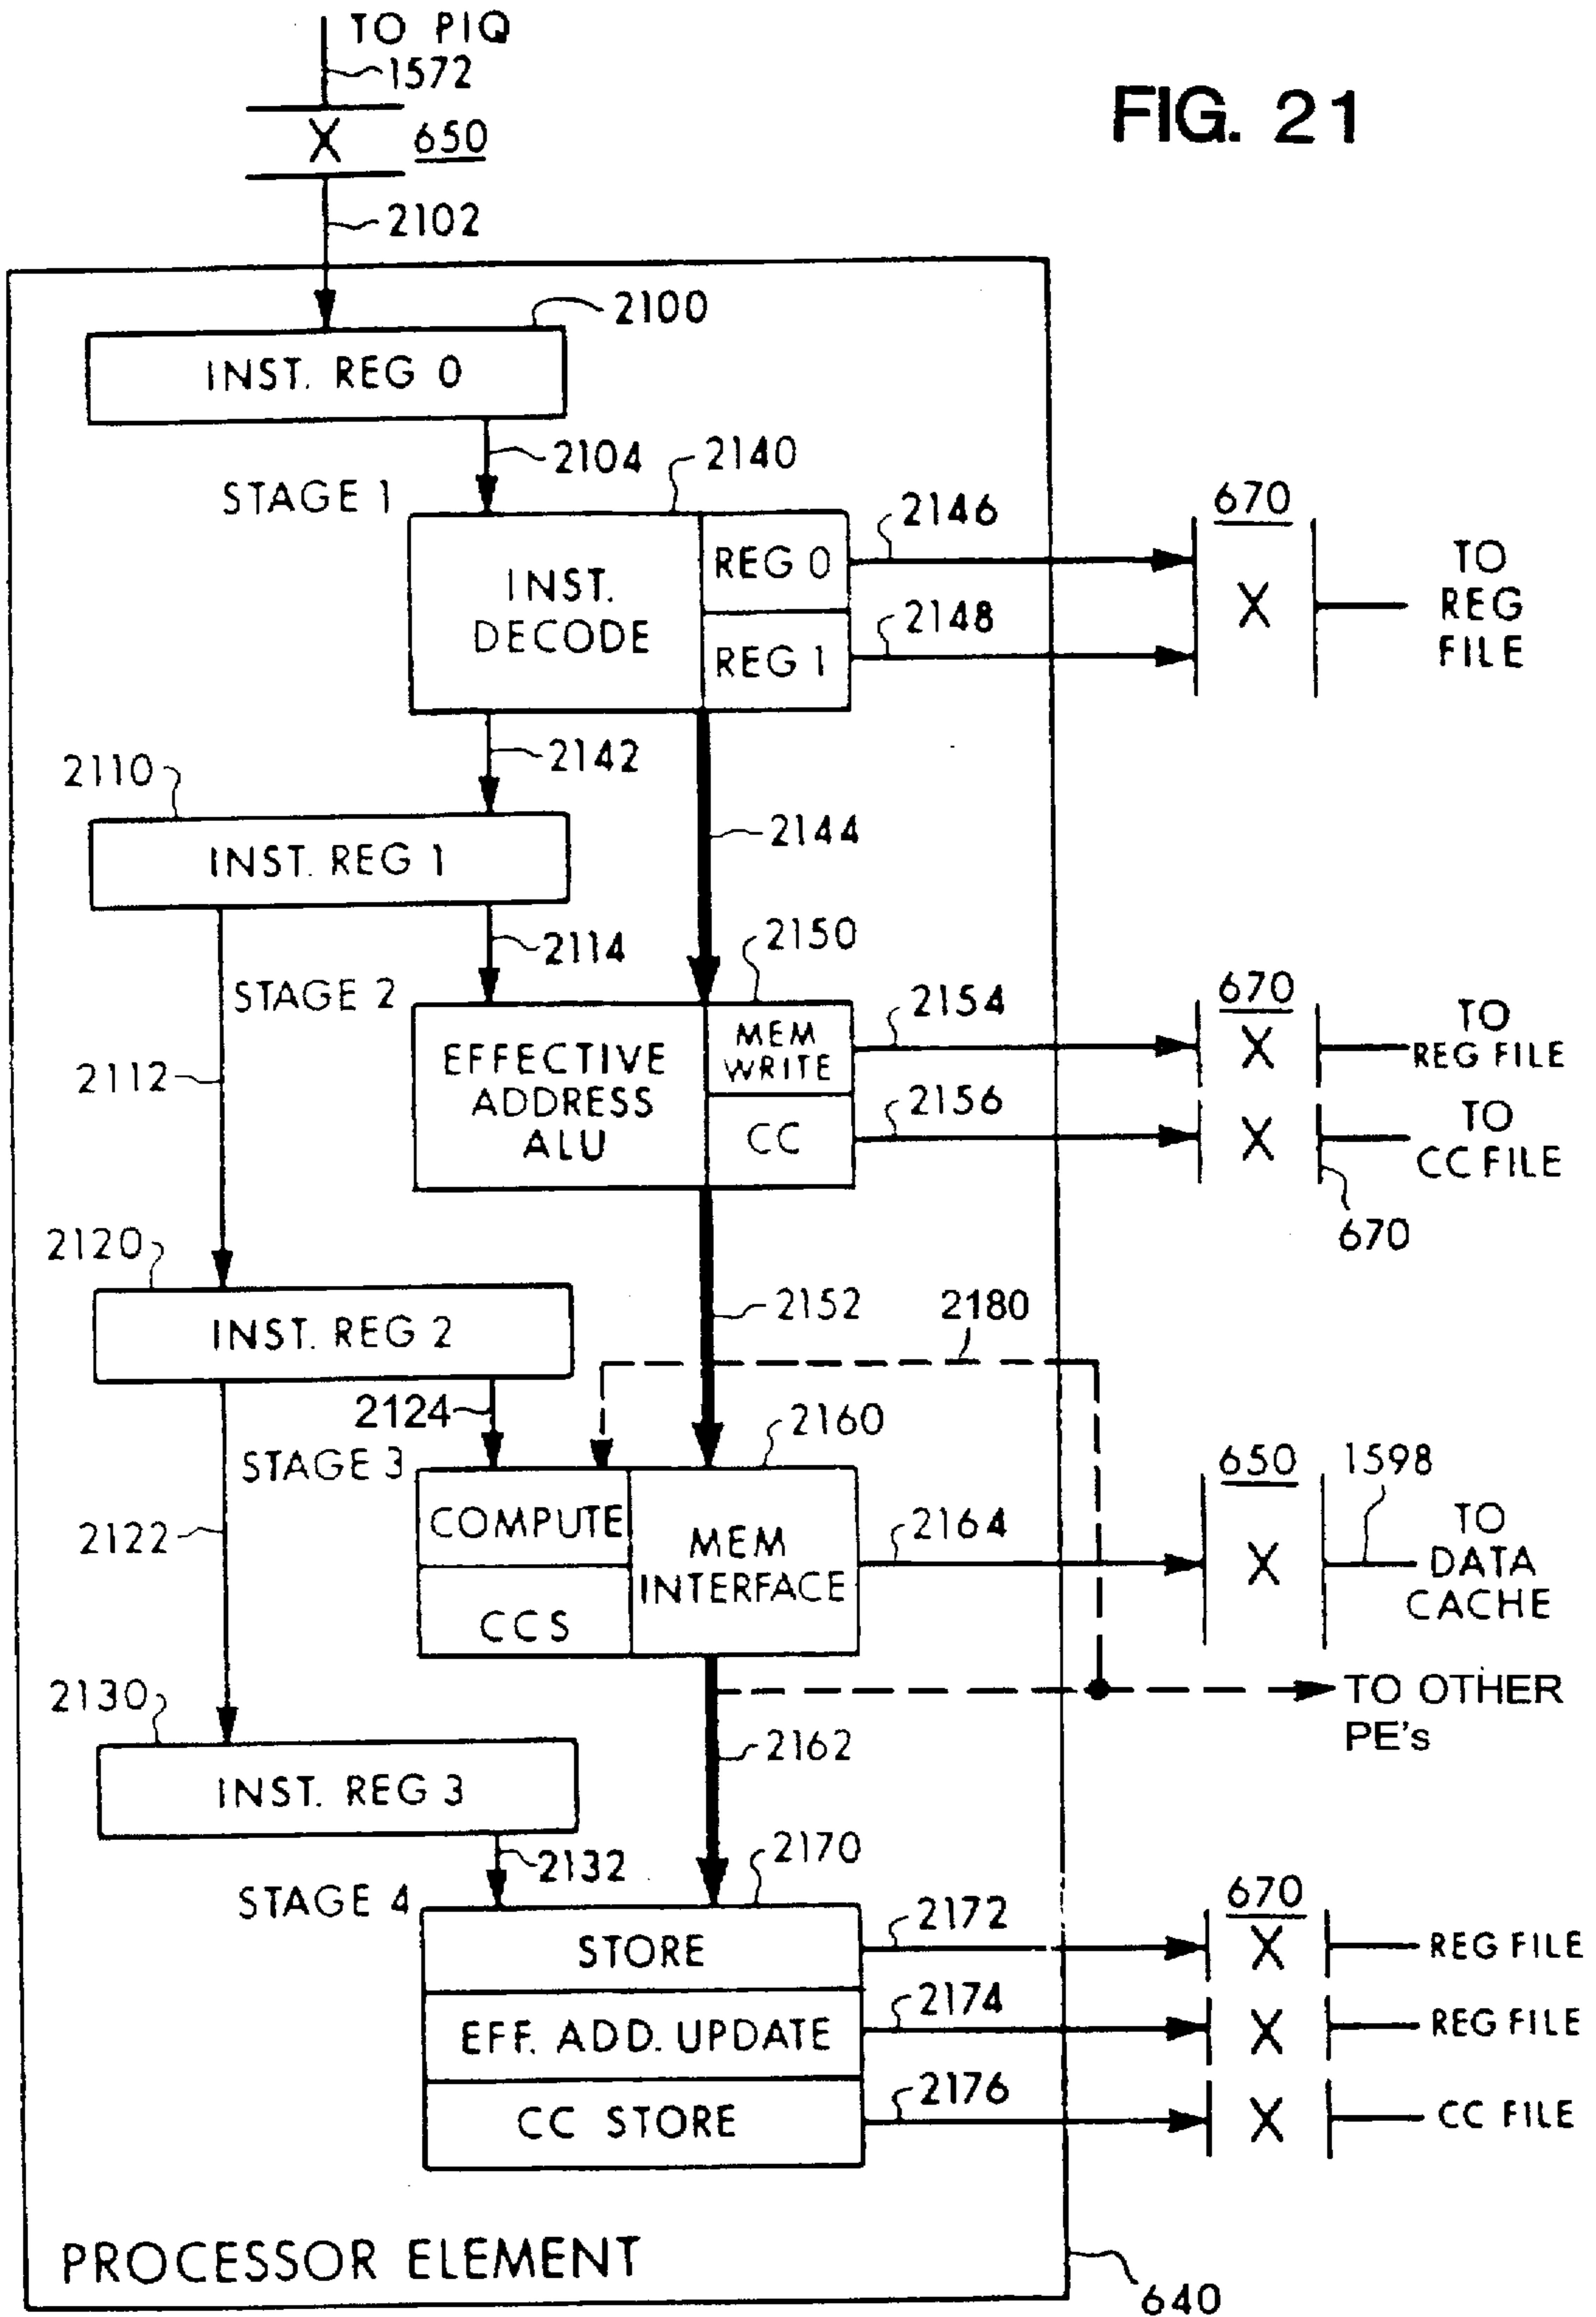 TO PIQ
1572
FIG. 21
X 650
2102
2100
INST. REG 0
2104
2140
STAGE 1
2146
670
REG 0
INST.
DECODE
X
TO
REG
FILE
2148
REG 1
2142
2110
2144
INST. REG 1
2114
2150
STAGE 2
2154
670
MEM
WRITE
X
TO
REG FILE
EFFECTIVE
ADDRESS
ALU
2112
2156
CC
X
TO
CC FILE
670
2120
2152
2180
INST. REG 2
2124
2160
STAGE 3
650
1598
COMPUTE
2164
MEM
INTERFACE
X
TO
DATA
CACHE
2122
CCS
2130
TO OTHER
PE's
2162
INST. REG 3
2132
2170
STAGE 4
670
2172
STORE
X
REG FILE
2174
EFF. ADD. UPDATE
X
REG FILE
2176
CC STORE
X
CC FILE
PROCESSOR ELEMENT
640